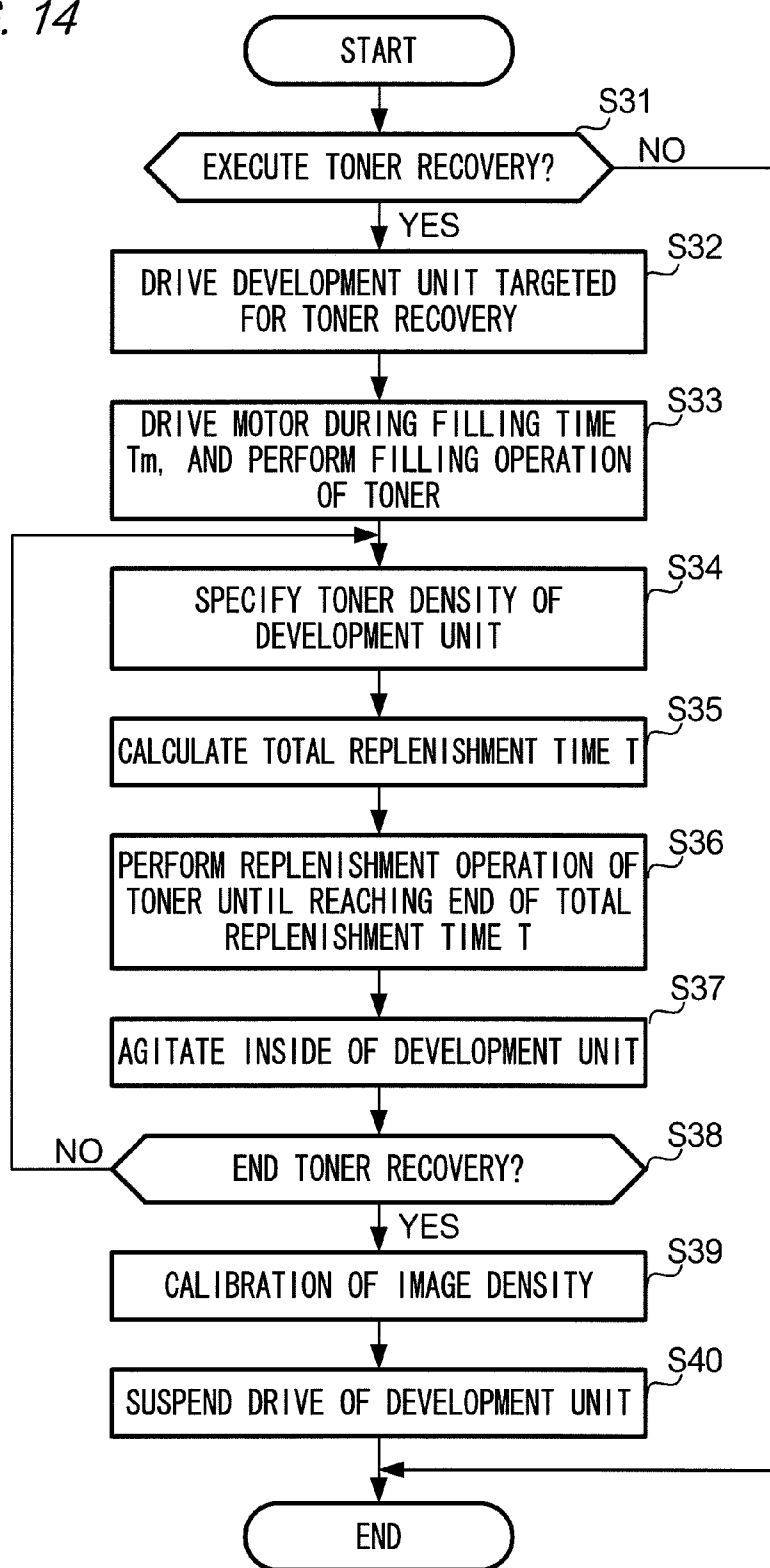 . 14
START
S31
EXECUTE TONER RECOVERY?
NO
YES
S32
DRIVE DEVELOPMENT UNIT TARGETED
FOR TONER RECOVERY
S33
DRIVE MOTOR DURING FILLING TIME
Tm, AND PERFORM FILLING OPERATION
OF TONER
S34
SPECIFY TONER DENSITY OF
DEVELOPMENT UNIT
S35
CALCULATE TOTAL REPLENISHMENT TIME T
S36
PERFORM REPLENISHMENT OPERATION OF
TONER UNTIL REACHING END OF TOTAL
REPLENISHMENT TIME T
S37
AGITATE INSIDE OF DEVELOPMENT UNIT
S38
NO
END TONER RECOVERY?
YES
S39
CALIBRATION OF IMAGE DENSITY
S40
SUSPEND DRIVE OF DEVELOPMENT UNIT
END